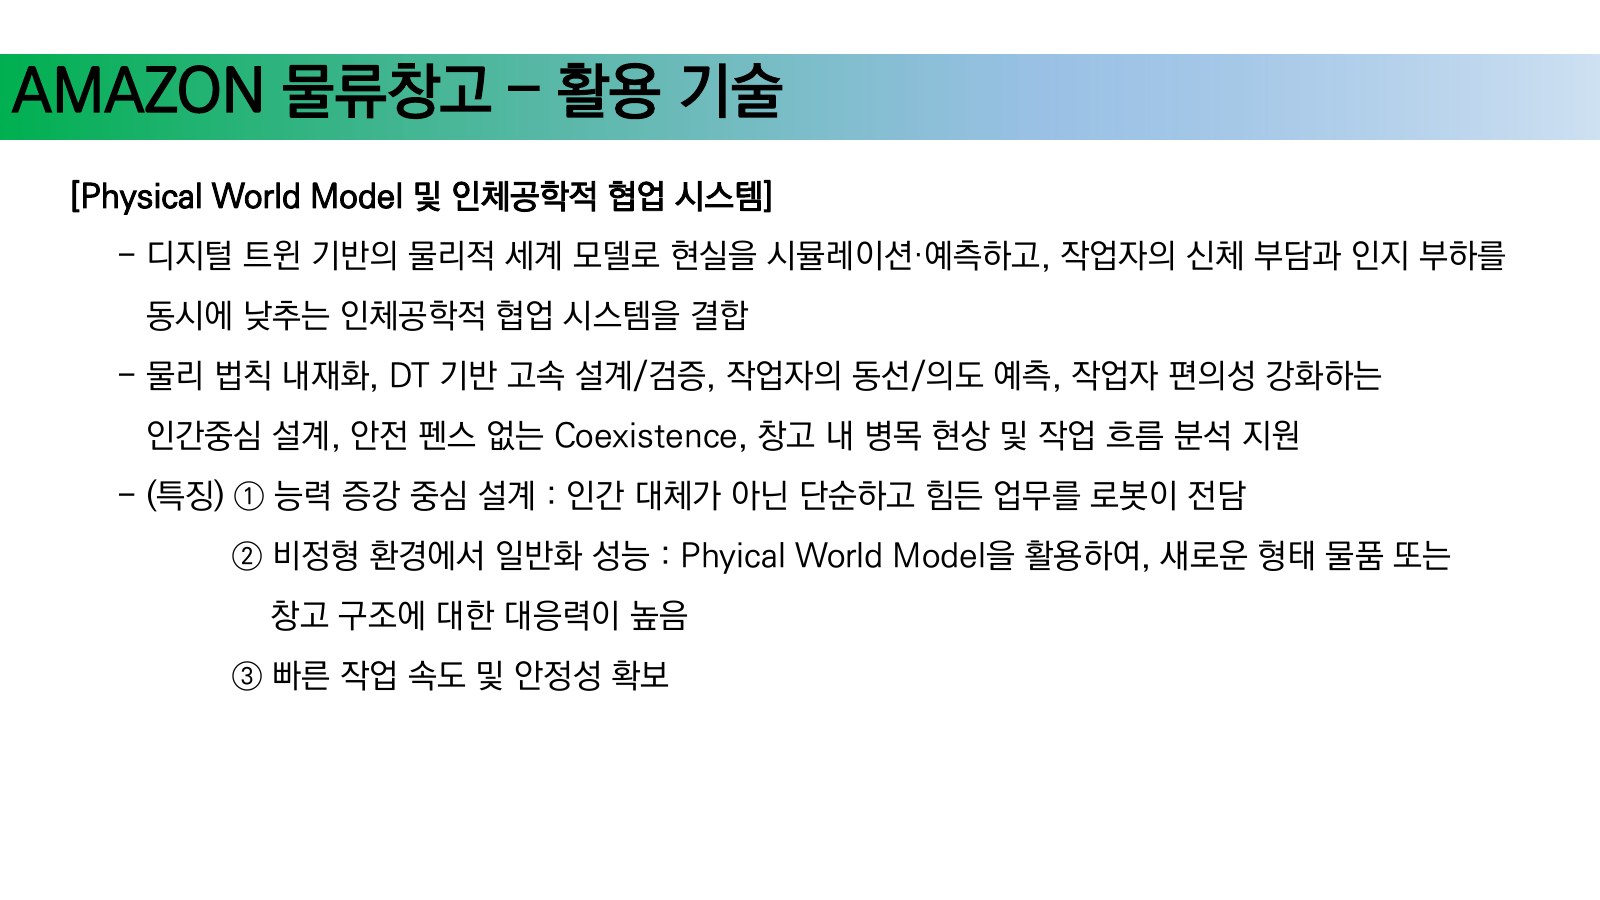 AMAZON 물류창고 – 활용 기술
[Physical World Model 및 인체공학적 협업 시스템]
– 디지털 트윈 기반의 물리적 세계 모델로 현실을 시뮬레이션·예측하고, 작업자의 신체 부담과 인지 부하를
동시에 낮추는 인체공학적 협업 시스템을 결합
– 물리 법칙 내재화, DT 기반 고속 설계/검증, 작업자의 동선/의도 예측, 작업자 편의성 강화하는
인간중심 설계, 안전 펜스 없는 Coexistence, 창고 내 병목 현상 및 작업 흐름 분석 지원
– (특징) ① 능력 증강 중심 설계 : 인간 대체가 아닌 단순하고 힘든 업무를 로봇이 전담
② 비정형 환경에서 일반화 성능 : Phyical World Model을 활용하여, 새로운 형태 물품 또는
창고 구조에 대한 대응력이 높음
③ 빠른 작업 속도 및 안정성 확보